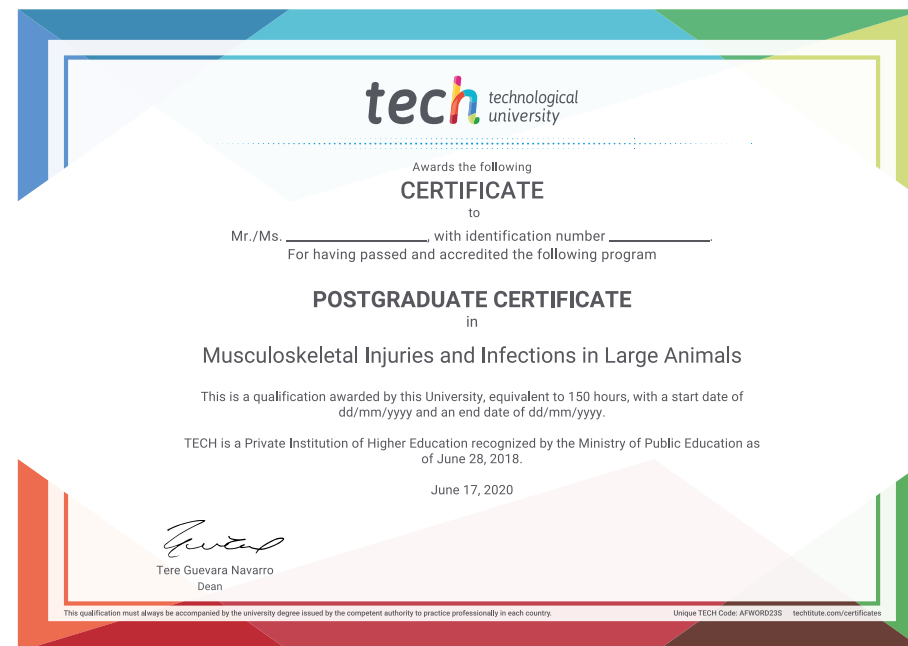 tech technological
university
Awards the following
CERTIFICATE
to
Mr./Ms. ____________________, with identification number ______________.
For having passed and accredited the following program
POSTGRADUATE CERTIFICATE
in
Musculoskeletal Injuries and Infections in Large Animals
This is a qualification awarded by this University, equivalent to 150 hours, with a start date of
dd/mm/yyyy and an end date of dd/mm/yyyy.
TECH is a Private Institution of Higher Education recognized by the Ministry of Public Education as
of June 28, 2018.
June 17, 2020
Tere Guevara Navarro
Dean
This qualification must always be accompanied by the university degree issued by the competent authority to practice professionally in each country.
Unique TECH Code: AFWORD23S techtitute.com/certificates